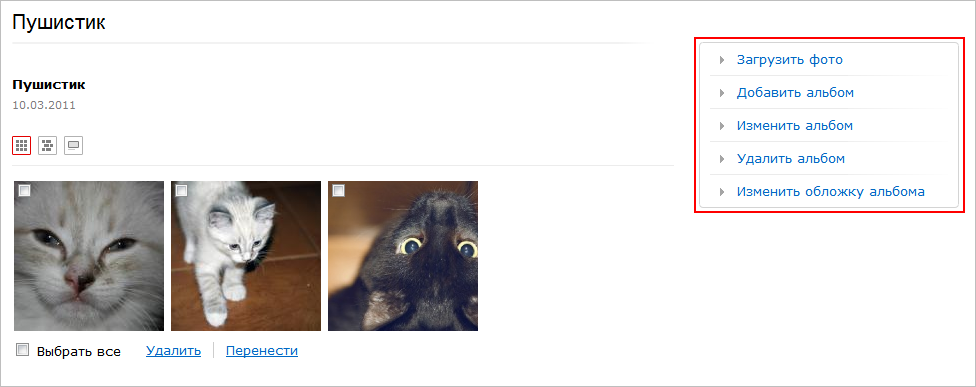 Пушистик
Пушистик
10.03.2011
Выбрать все Удалить Перенести
Загрузить фото
Добавить альбом
Изменить альбом
Удалить альбом
Изменить обложку альбома